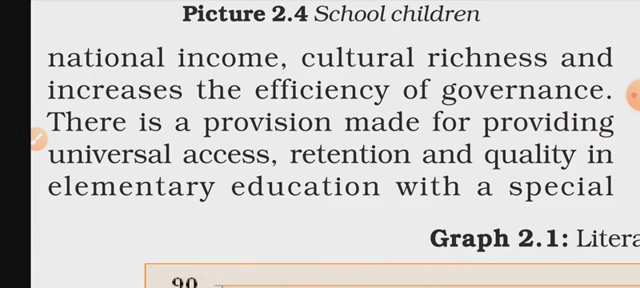 Picture 2.4 School children
national income, cultural richness and
increases the efficiency of governance.
There is a provision made for providing
universal access, retention and quality in
elementary education with a special
Graph 2.1: Litera
90